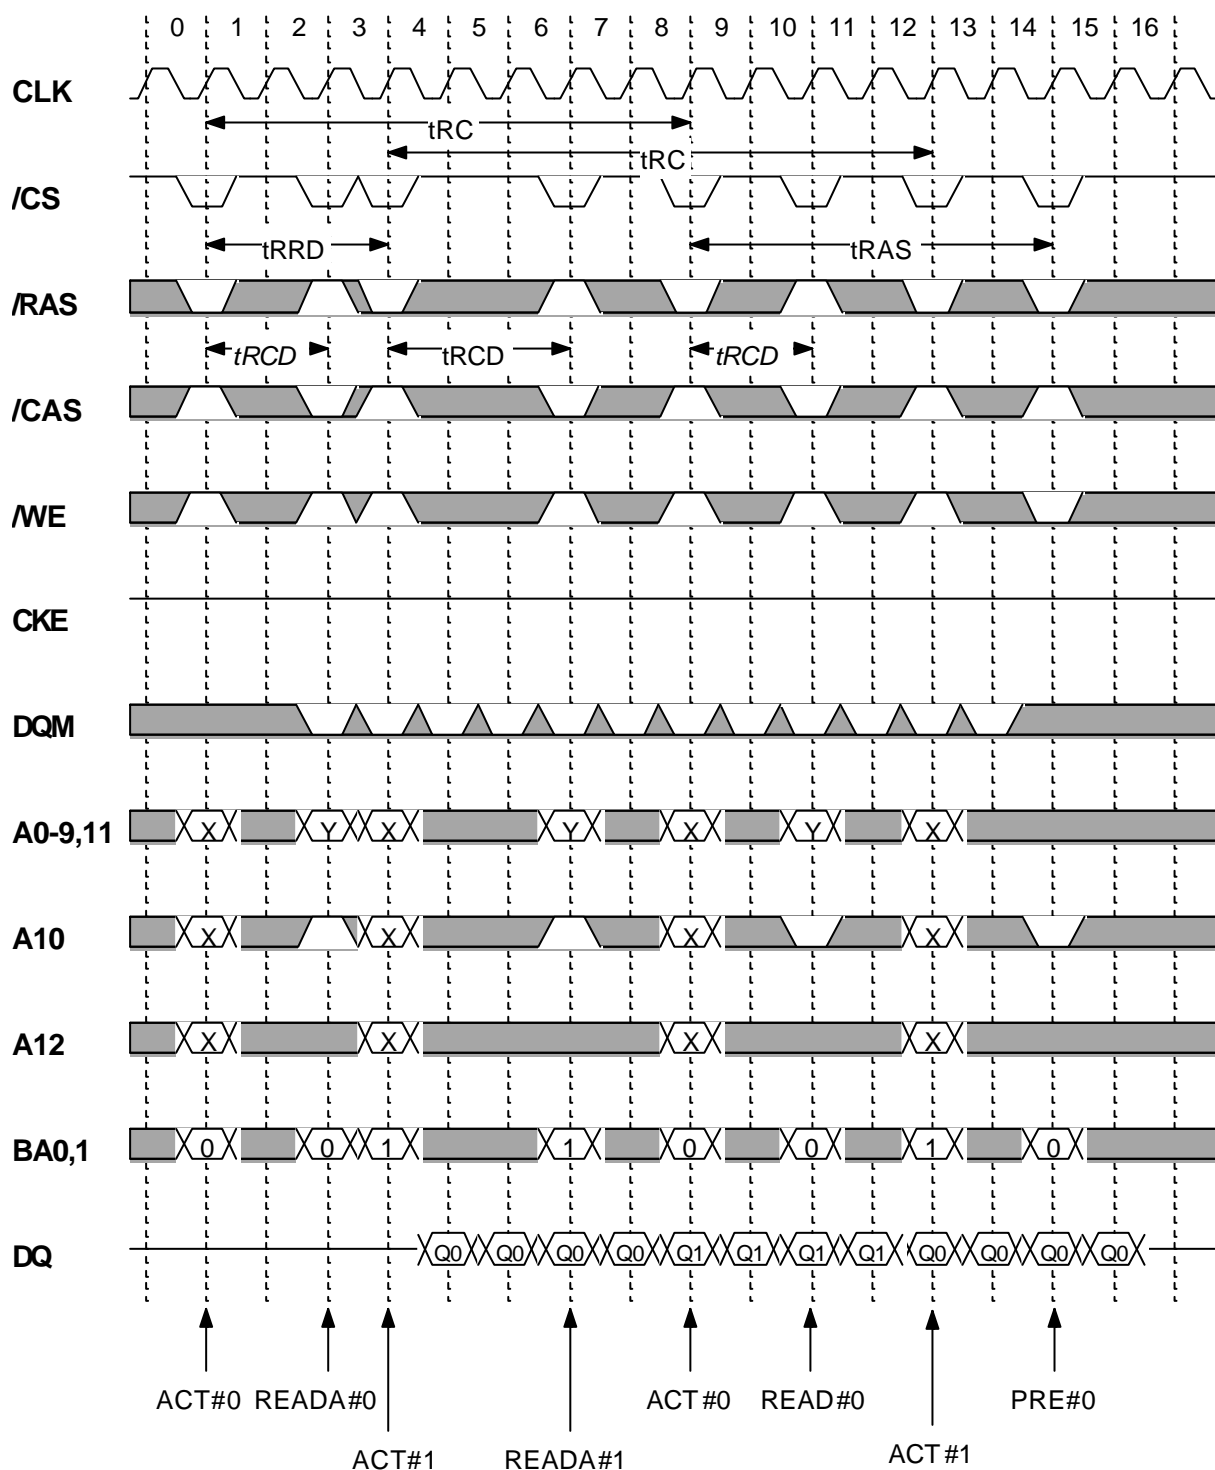 0 1 2 3 4 5 6 7 8 9 10 11 12 13 14 15 16
CLK
tRC
tRC
/CS
tRRD tRAS
/RAS
tRCD tRCD tRCD
/CAS
/WE
CKE
DQM
A0-9,11 X Y X Y X Y X
A10 X X X X
A12 X X X X
BA0,1 0 0 1 1 0 0 1 0
DQ Q0 Q0 Q0 Q0 Q1 Q1 Q1 Q1 Q0 Q0 Q0 Q0
ACT#0 READA#0 ACT#0 READ#0 PRE#0
ACT#1 READA#1 ACT#1